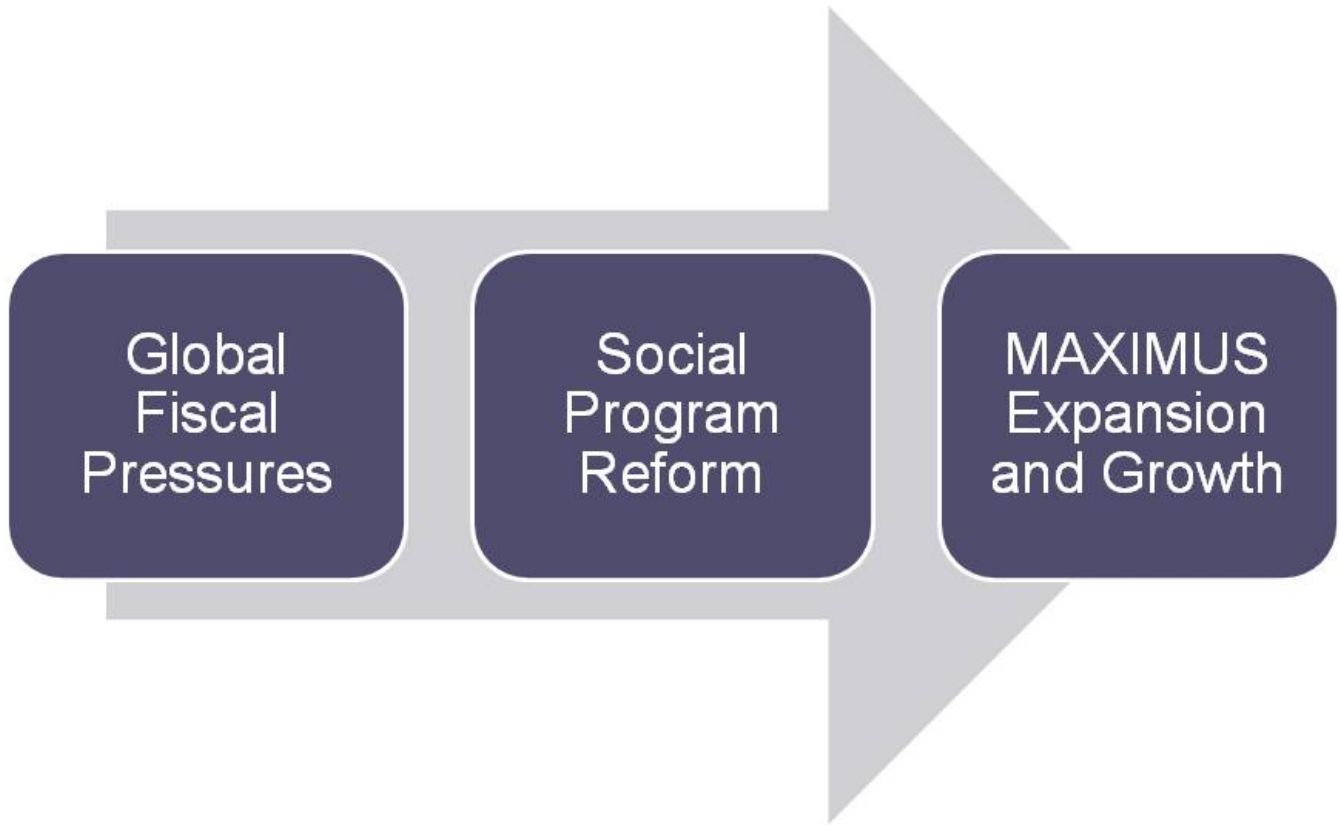 Global
Fiscal
Pressures
Social
Program
Reform
MAXIMUS
Expansion
and Growth